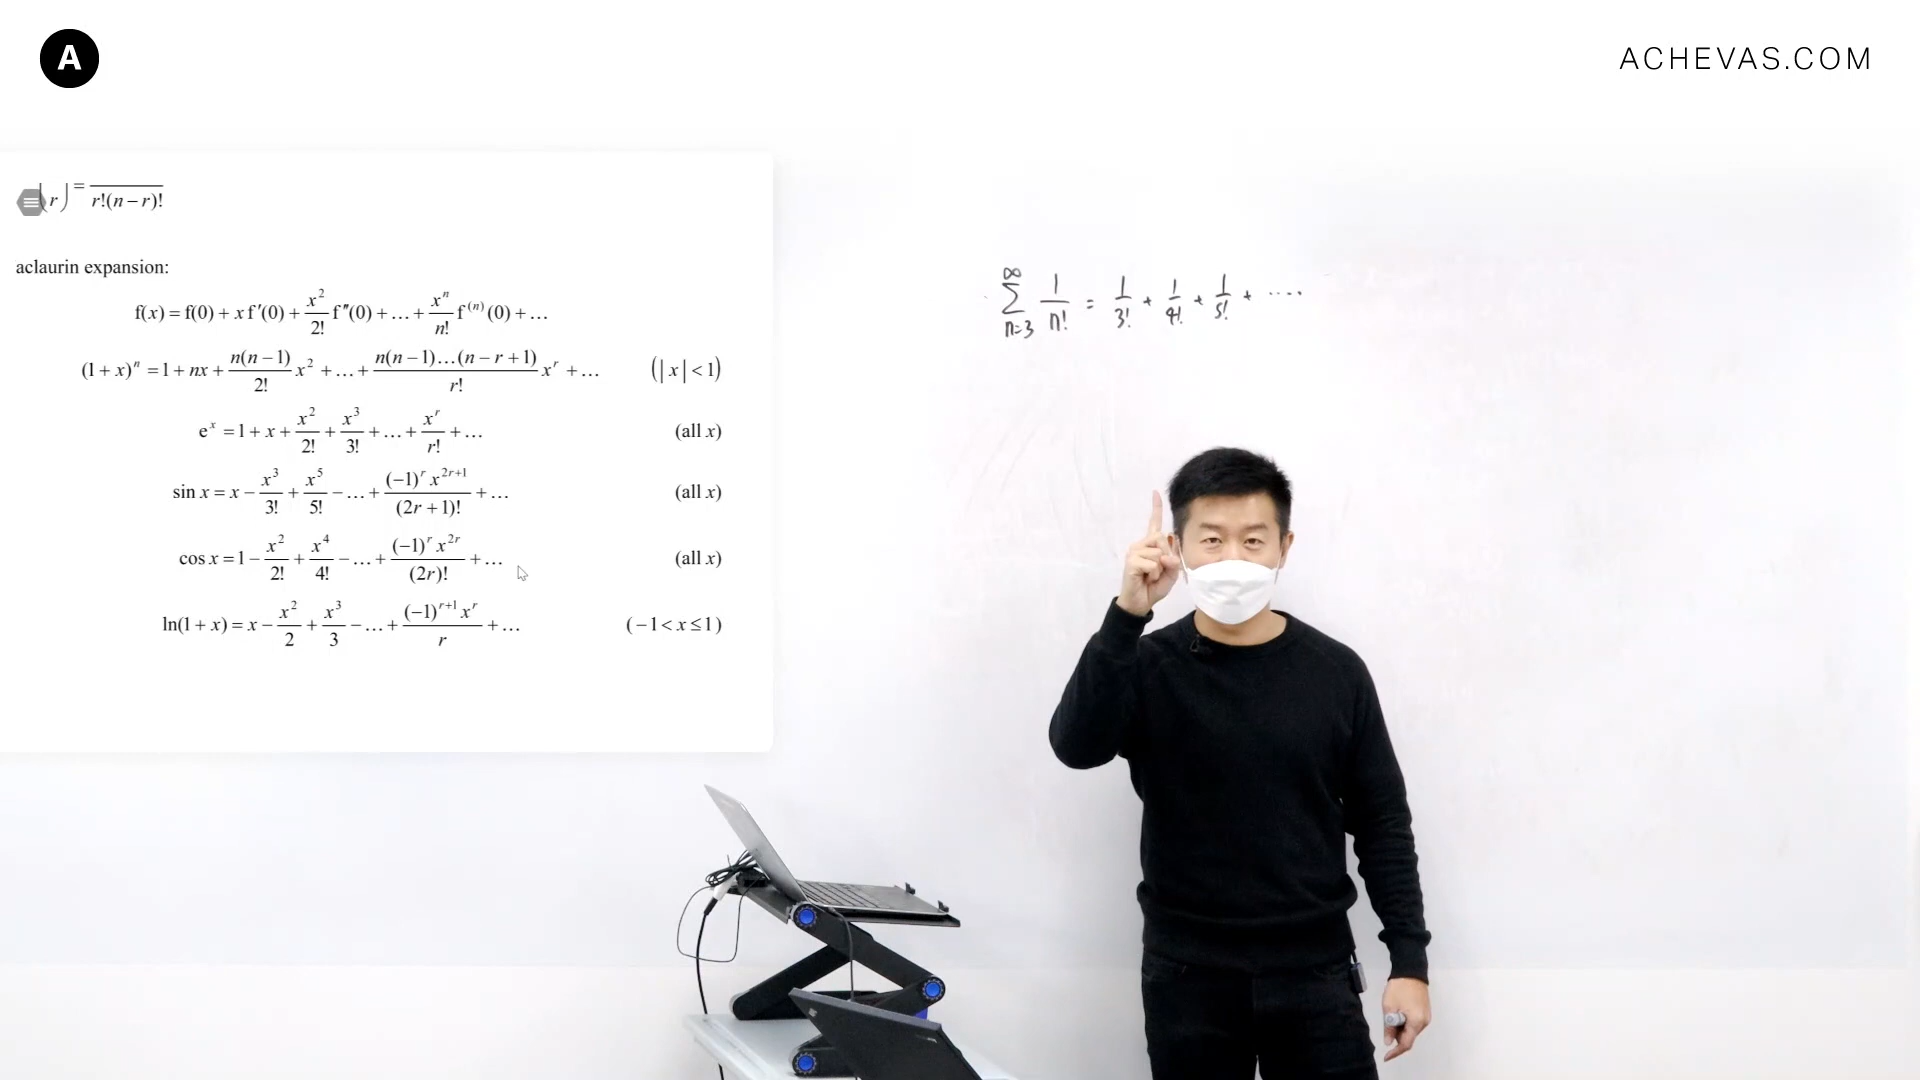 A
ACHEVAS.COM
(r) = r!(n−r)!
aclaurin expansion:
f(x) = f(0) + x f′(0) + x²/2! f″(0) + … + xⁿ/n! f⁽ⁿ⁾(0) + …
(1 + x)ⁿ = 1 + nx + n(n−1)/2! x² + … + n(n−1)…(n−r+1)/r! xʳ + … (|x| < 1)
eˣ = 1 + x + x²/2! + x³/3! + … + xʳ/r! + … (all x)
sin x = x − x³/3! + x⁵/5! − … + (−1)ʳ x²ʳ⁺¹/(2r+1)! + … (all x)
cos x = 1 − x²/2! + x⁴/4! − … + (−1)ʳ x²ʳ/(2r)! + … (all x)
ln(1 + x) = x − x²/2 + x³/3 − … + (−1)ʳ⁺¹ xʳ/r + … (−1 < x ≤ 1)
∞ Σ n=3 1/n! = 1/3! + 1/4! + 1/5! + ....